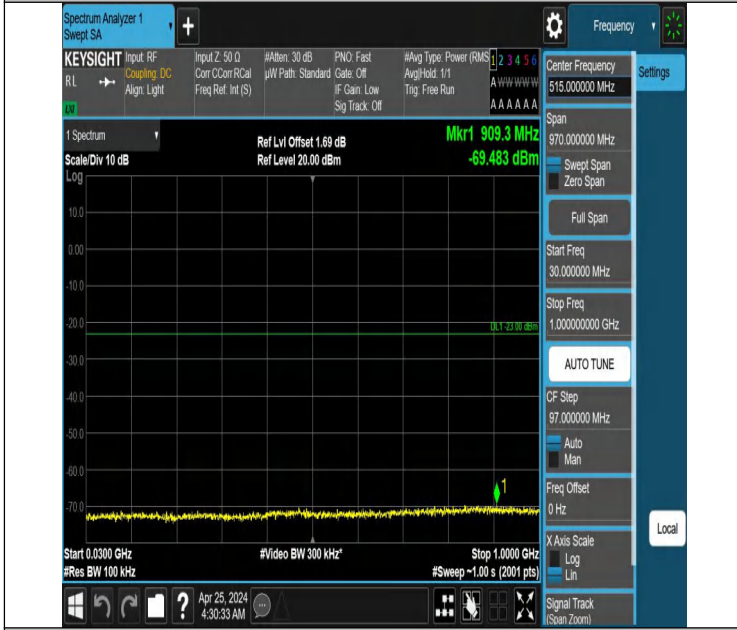 Spectrum Analyzer 1
Swept SA
+
Frequency
KEYSIGHT
RL
Input: RF
Coupling: DC
Align: Light
Input Z: 50 Ω
Corr CCorr RCal
Freq Ref: Int (S)
#Atten: 30 dB
µW Path: Standard
PNO: Fast
Gate: Off
IF Gain: Low
Sig Track: Off
#Avg Type: Power (RMS
Avg|Hold: 1/1
Trig: Free Run
1 2 3 4 5 6
A W W W W W
A A A A A A
1 Spectrum
Scale/Div 10 dB
Ref Lvl Offset 1.69 dB
Ref Level 20.00 dBm
Mkr1 909.3 MHz
-69.483 dBm
Log
10.0
0.00
-10.0
-20.0
DL1 -23.00 dBm
-30.0
-40.0
-50.0
-60.0
1
-70.0
Start 0.0300 GHz
#Res BW 100 kHz
#Video BW 300 kHz*
Stop 1.0000 GHz
#Sweep ~1.00 s (2001 pts)
?
Apr 25, 2024
4:30:33 AM
Center Frequency
515.000000 MHz
Settings
Span
970.000000 MHz
Swept Span
Zero Span
Full Span
Start Freq
30.000000 MHz
Stop Freq
1.000000000 GHz
AUTO TUNE
CF Step
97.000000 MHz
Auto
Man
Freq Offset
0 Hz
X Axis Scale
Log
Lin
Local
Signal Track
(Span Zoom)